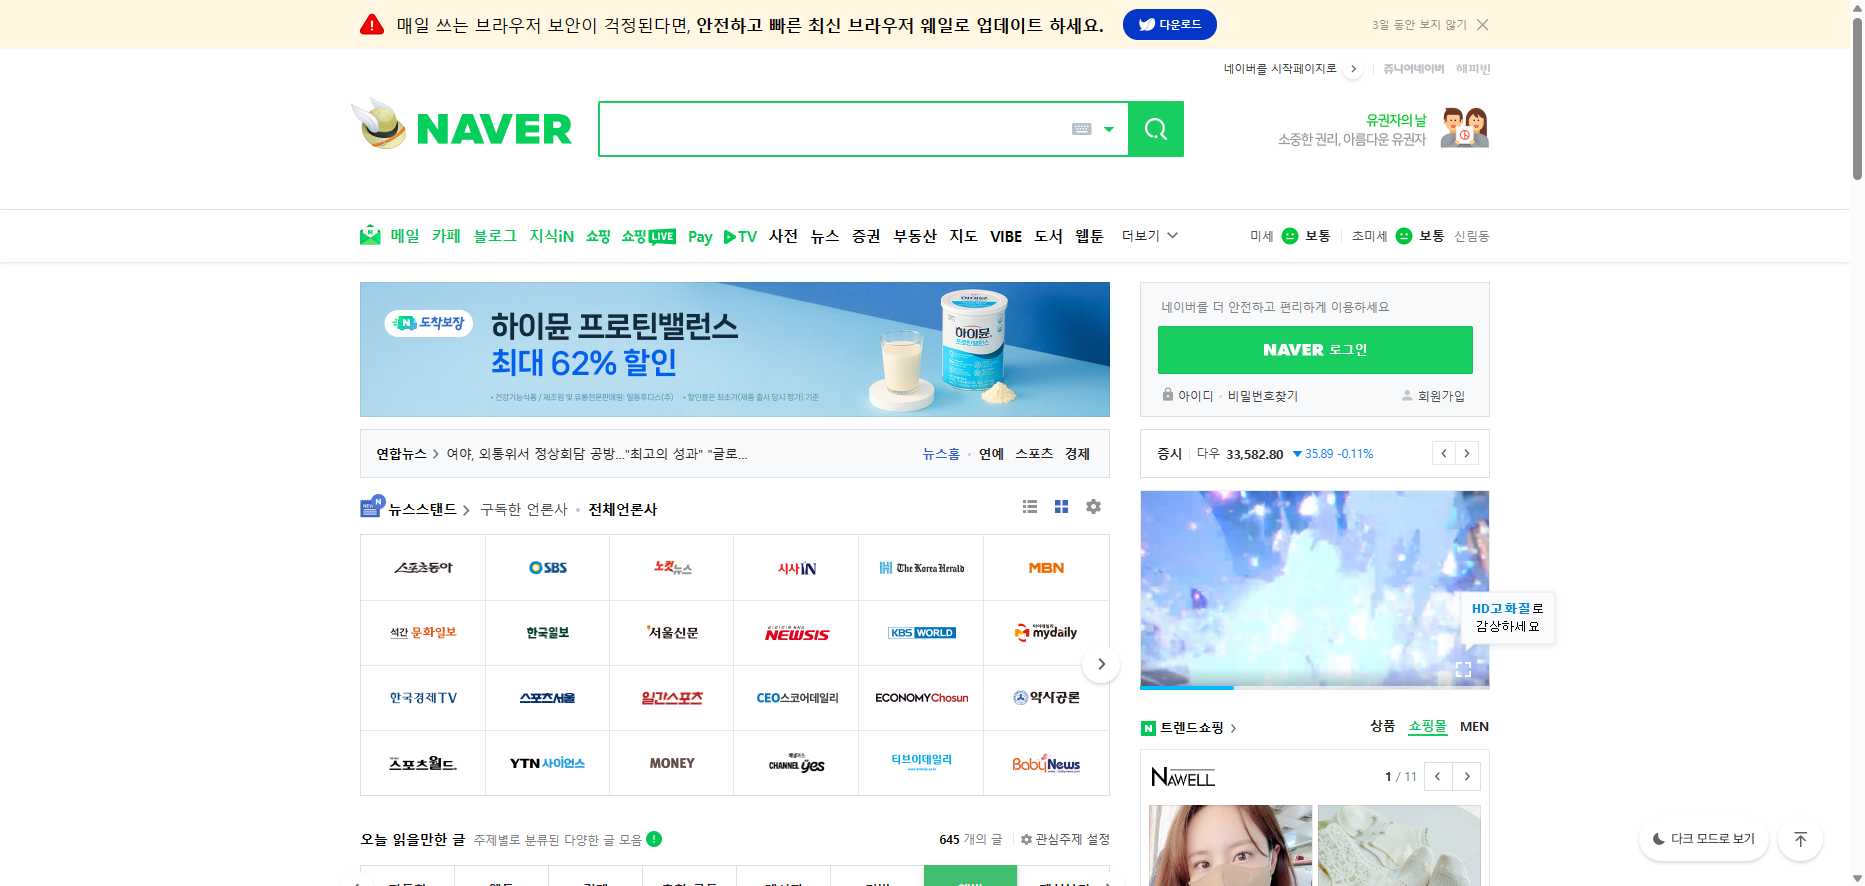 매일 쓰는 브라우저 보안이 걱정된다면, 안전하고 빠른 최신 브라우저 웨일로 업데이트 하세요.
다운로드
3일 동안 보지 않기
네이버를 시작페이지로
쥬니어네이버
해피빈
NAVER
유권자의 날
소중한 권리, 아름다운 유권자
메일 카페 블로그 지식iN 쇼핑 쇼핑LIVE Pay TV 사전 뉴스 증권 부동산 지도 VIBE 도서 웹툰 더보기
미세 보통 초미세 보통 신림동
N 도착보장
하이뮨 프로틴밸런스
최대 62% 할인
하이뮨
프로틴밸런스
네이버를 더 안전하고 편리하게 이용하세요
NAVER 로그인
아이디 · 비밀번호찾기
회원가입
연합뉴스 > 여야, 외통위서 정상회담 공방..."최고의 성과" "글로...
뉴스홈 · 연예 스포츠 경제
증시 다우 33,582.80 ▼35.89 -0.11%
뉴스스탠드 > 구독한 언론사 · 전체언론사
스포츠동아 SBS 노컷뉴스 시사IN The Korea Herald MBN
석간 문화일보 한국일보 서울신문 NEWSIS KBS WORLD mydaily
한국경제TV 스포츠서울 일간스포츠 CEO스코어데일리 ECONOMYChosun 약사공론
스포츠월드. YTN 사이언스 MONEY CHANNEL yes 티브이데일리 BabyNews
HD고화질로
감상하세요
N 트렌드쇼핑 >
상품 쇼핑몰 MEN
NAWELL
1 / 11
오늘 읽을만한 글 주제별로 분류된 다양한 글 모음
645 개의 글
관심주제 설정
다크 모드로 보기